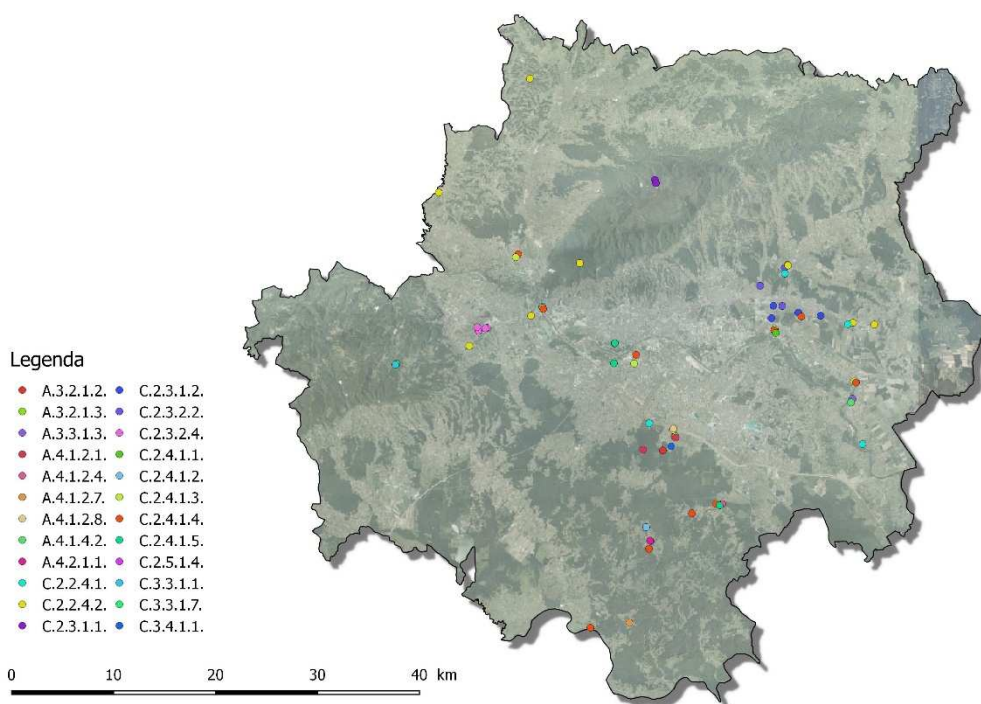 Legenda
A.3.2.1.2. C.2.3.1.2.
A.3.2.1.3. C.2.3.2.2.
A.3.3.1.3. C.2.3.2.4.
A.4.1.2.1. C.2.4.1.1.
A.4.1.2.4. C.2.4.1.2.
A.4.1.2.7. C.2.4.1.3.
A.4.1.2.8. C.2.4.1.4.
A.4.1.4.2. C.2.4.1.5.
A.4.2.1.1. C.2.5.1.4.
C.2.2.4.1. C.3.3.1.1.
C.2.2.4.2. C.3.3.1.7.
C.2.3.1.1. C.3.4.1.1.
0 10 20 30 40 km